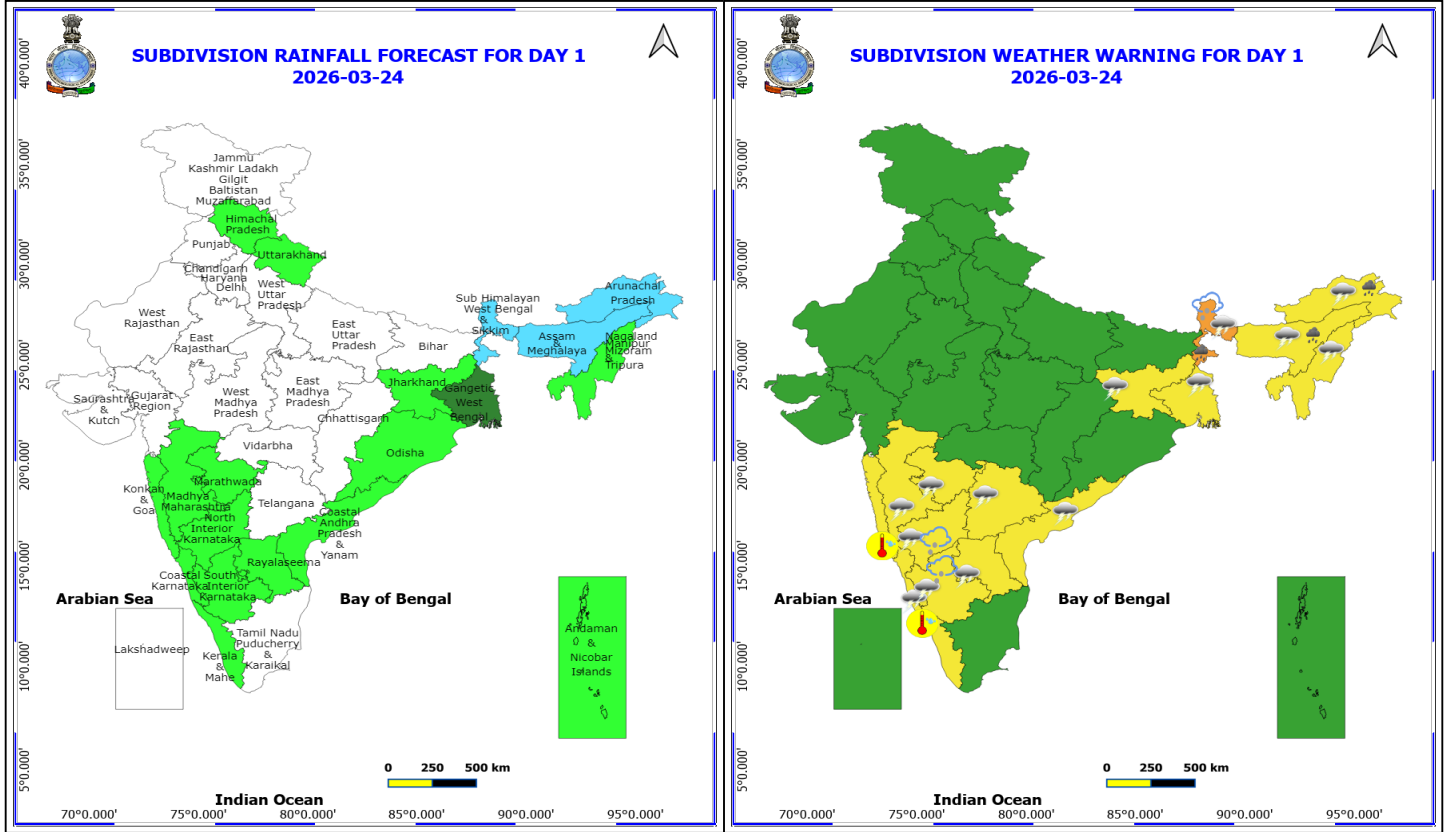 SUBDIVISION RAINFALL FORECAST FOR DAY 1
2026-03-24
40°0.000'
35°0.000'
30°0.000'
25°0.000'
20°0.000'
15°0.000'
10°0.000'
5°0.000'
Jammu
Kashmir Ladakh
Gilgit
Baltistan
Muzaffarabad
Himachal
Pradesh
Punjab
Uttarakhand
Chandigarh
Haryana
Delhi
West
Uttar
Pradesh
West
Rajasthan
East
Rajasthan
East
Uttar
Pradesh
Bihar
Sub Himalayan
West Bengal
&
Sikkim
Arunachal
Pradesh
Assam
&
Meghalaya
Nagaland
Manipur
Mizoram
&
Tripura
Saurashtra
&
Kutch
Gujarat
Region
West
Madhya
Pradesh
East
Madhya
Pradesh
Jharkhand
Gangetic
West
Bengal
Chhattisgarh
Vidarbha
Odisha
Konkan
&
Goa
Marathwada
Madhya
Maharashtra
North
Interior
Karnataka
Telangana
Coastal
Andhra
Pradesh
&
Yanam
Rayalaseema
Coastal
Karnataka
South
Interior
Karnataka
Arabian Sea
Bay of Bengal
Lakshadweep
Kerala
&
Mahe
Tamil Nadu
Puducherry
&
Karaikal
Andaman
&
Nicobar
Islands
0 250 500 km
Indian Ocean
70°0.000' 75°0.000' 80°0.000' 85°0.000' 90°0.000' 95°0.000'
SUBDIVISION WEATHER WARNING FOR DAY 1
2026-03-24
40°0.000'
35°0.000'
30°0.000'
25°0.000'
20°0.000'
15°0.000'
10°0.000'
5°0.000'
Arabian Sea
Bay of Bengal
0 250 500 km
Indian Ocean
70°0.000' 75°0.000' 80°0.000' 85°0.000' 90°0.000' 95°0.000'